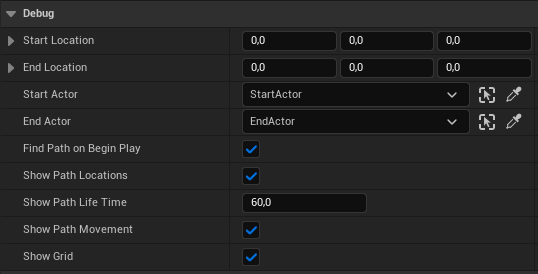 Debug
Start Location 0,0 0,0 0,0
End Location 0,0 0,0 0,0
Start Actor StartActor
End Actor EndActor
Find Path on Begin Play
Show Path Locations
Show Path Life Time 60,0
Show Path Movement
Show Grid